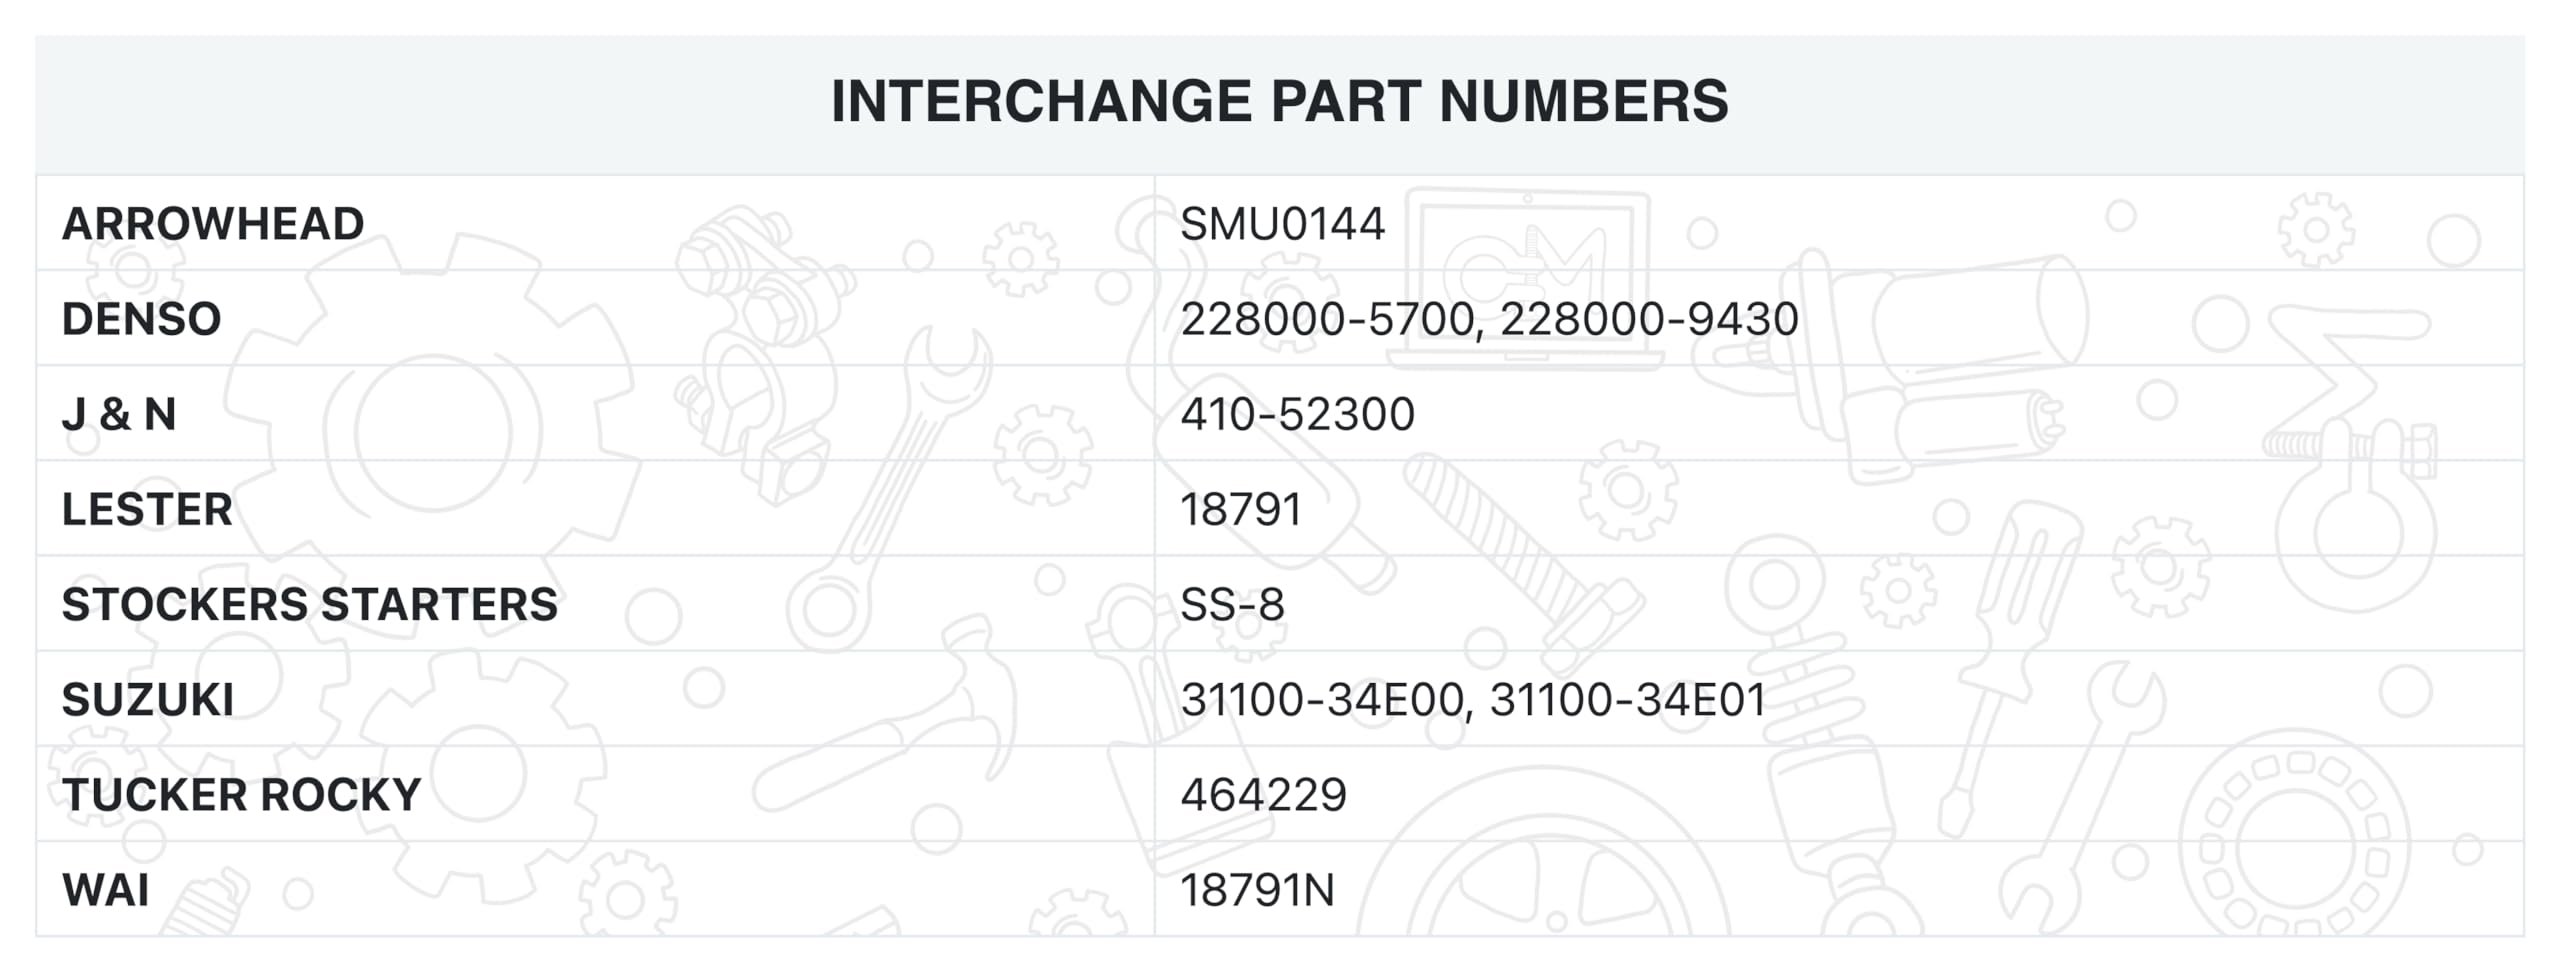 INTERCHANGE PART NUMBERS
ARROWHEAD SMU0144
DENSO 228000-5700, 228000-9430
J & N 410-52300
LESTER 18791
STOCKERS STARTERS SS-8
SUZUKI 31100-34E00, 31100-34E01
TUCKER ROCKY 464229
WAI 18791N